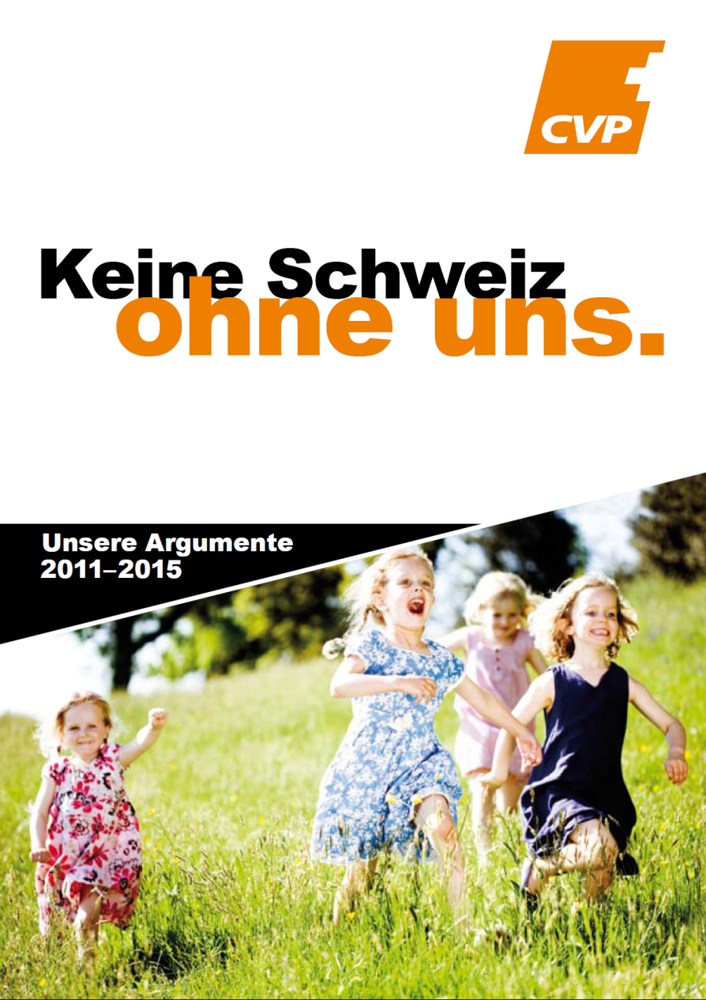 CVP
Keine Schweiz
ohne uns.
Unsere Argumente
2011–2015